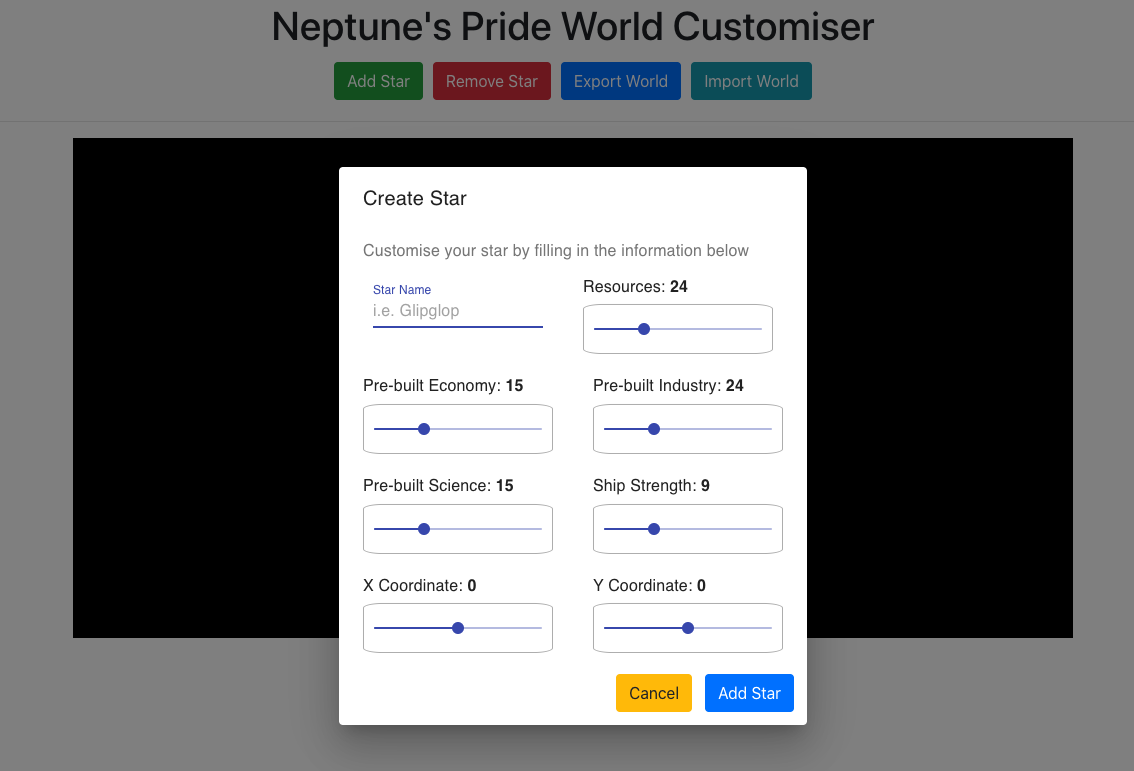 Neptune's Pride World Customiser
Add Star Remove Star Export World Import World
Create Star
Customise your star by filling in the information below
Star Name
i.e. Glipglop
Resources: 24
Pre-built Economy: 15 Pre-built Industry: 24
Pre-built Science: 15 Ship Strength: 9
X Coordinate: 0 Y Coordinate: 0
Cancel Add Star